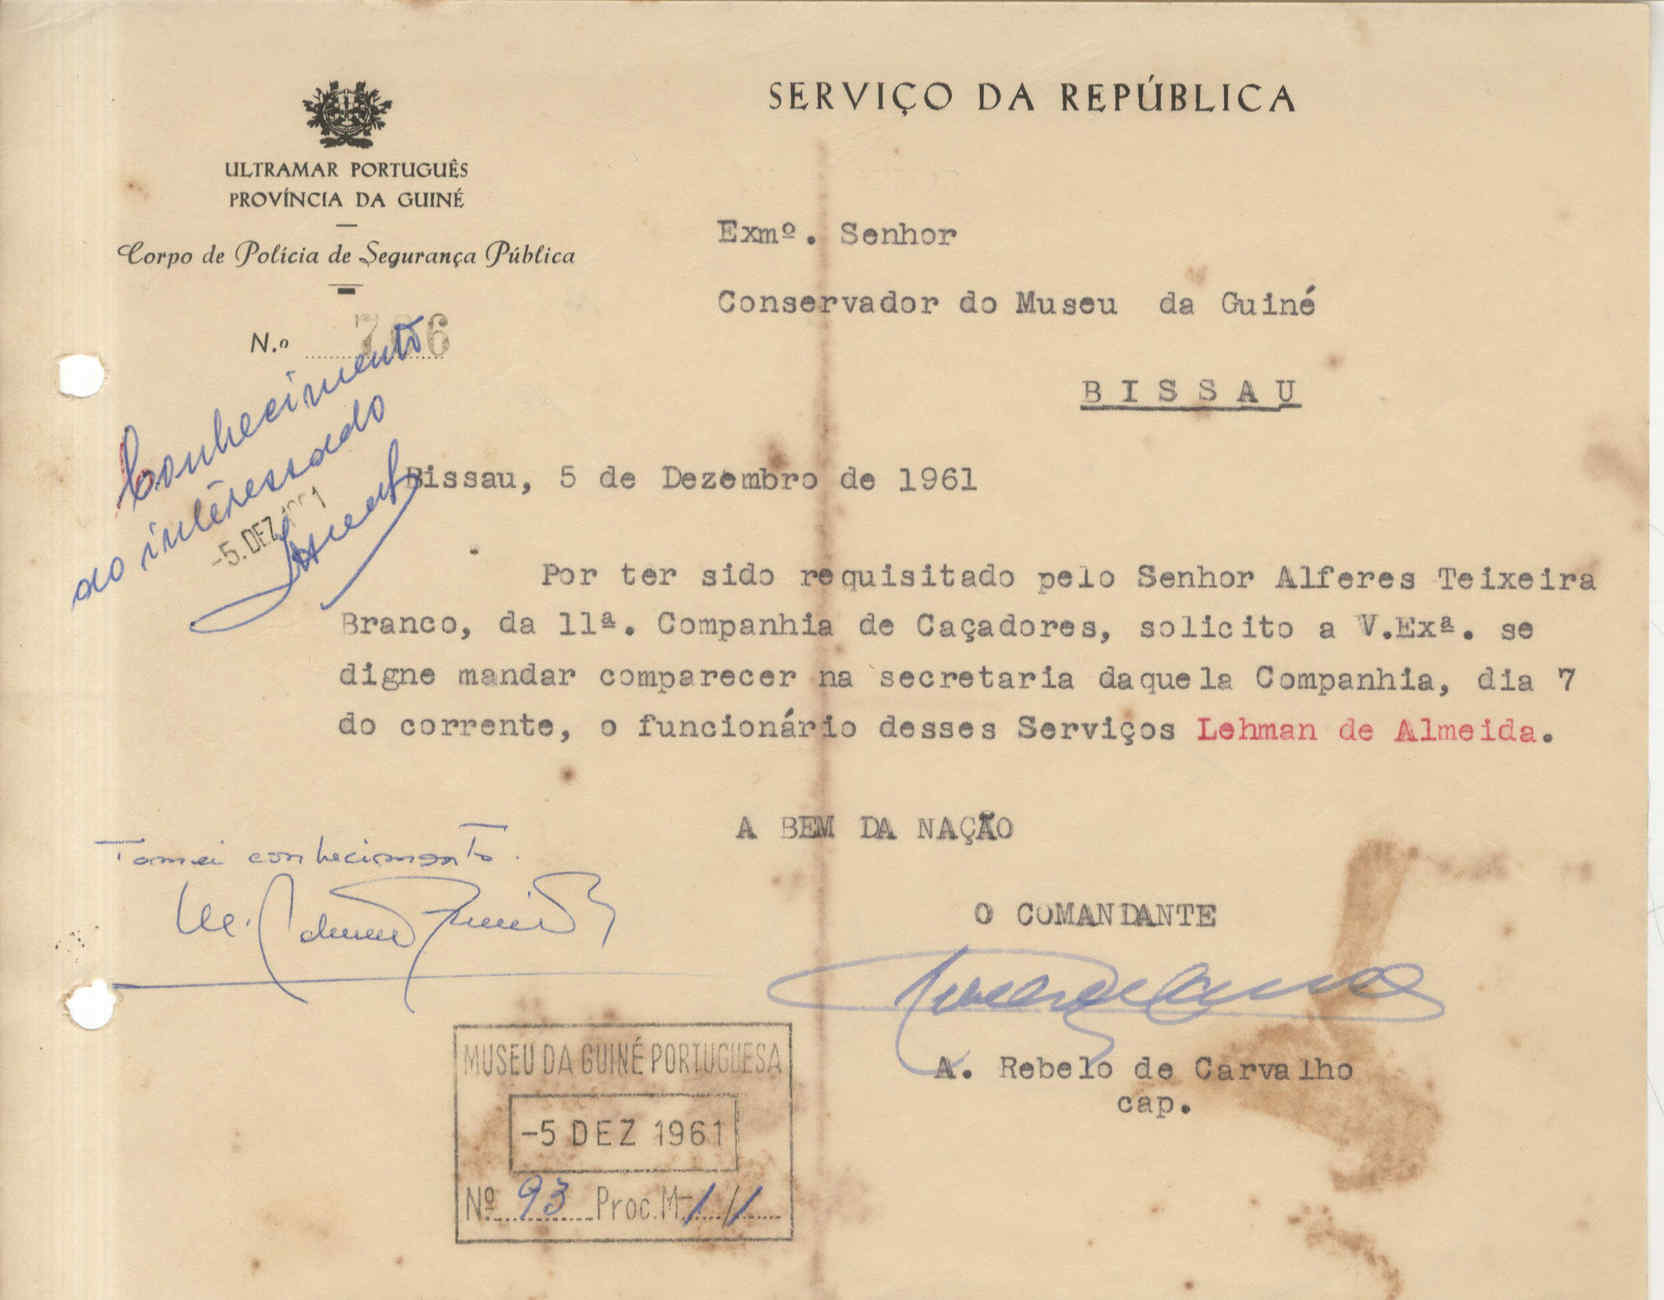 SERVIÇO DA REPÚBLICA
ULTRAMAR PORTUGUÊS
PROVÍNCIA DA GUINÉ
Corpo de Polícia de Segurança Pública
N.º
Exmº. Senhor
Conservador do Museu da Guiné
BISSAU
Conhecimento
ao interessado
-5. DEZ 1961
Bissau, 5 de Dezembro de 1961
Por ter sido requisitado pelo Senhor Alferes Teixeira
Branco, da 11ª. Companhia de Caçadores, solicito a V.Exª. se
digne mandar comparecer na secretaria daquela Companhia, dia 7
do corrente, o funcionário desses Serviços Lehman de Almeida.
A BEM DA NAÇÃO
Tomei conhecimento.
O COMANDANTE
A. Rebelo de Carvalho
cap.
MUSEU DA GUINÉ PORTUGUESA
-5 DEZ 1961
Nº 93 Proc. M-1/1